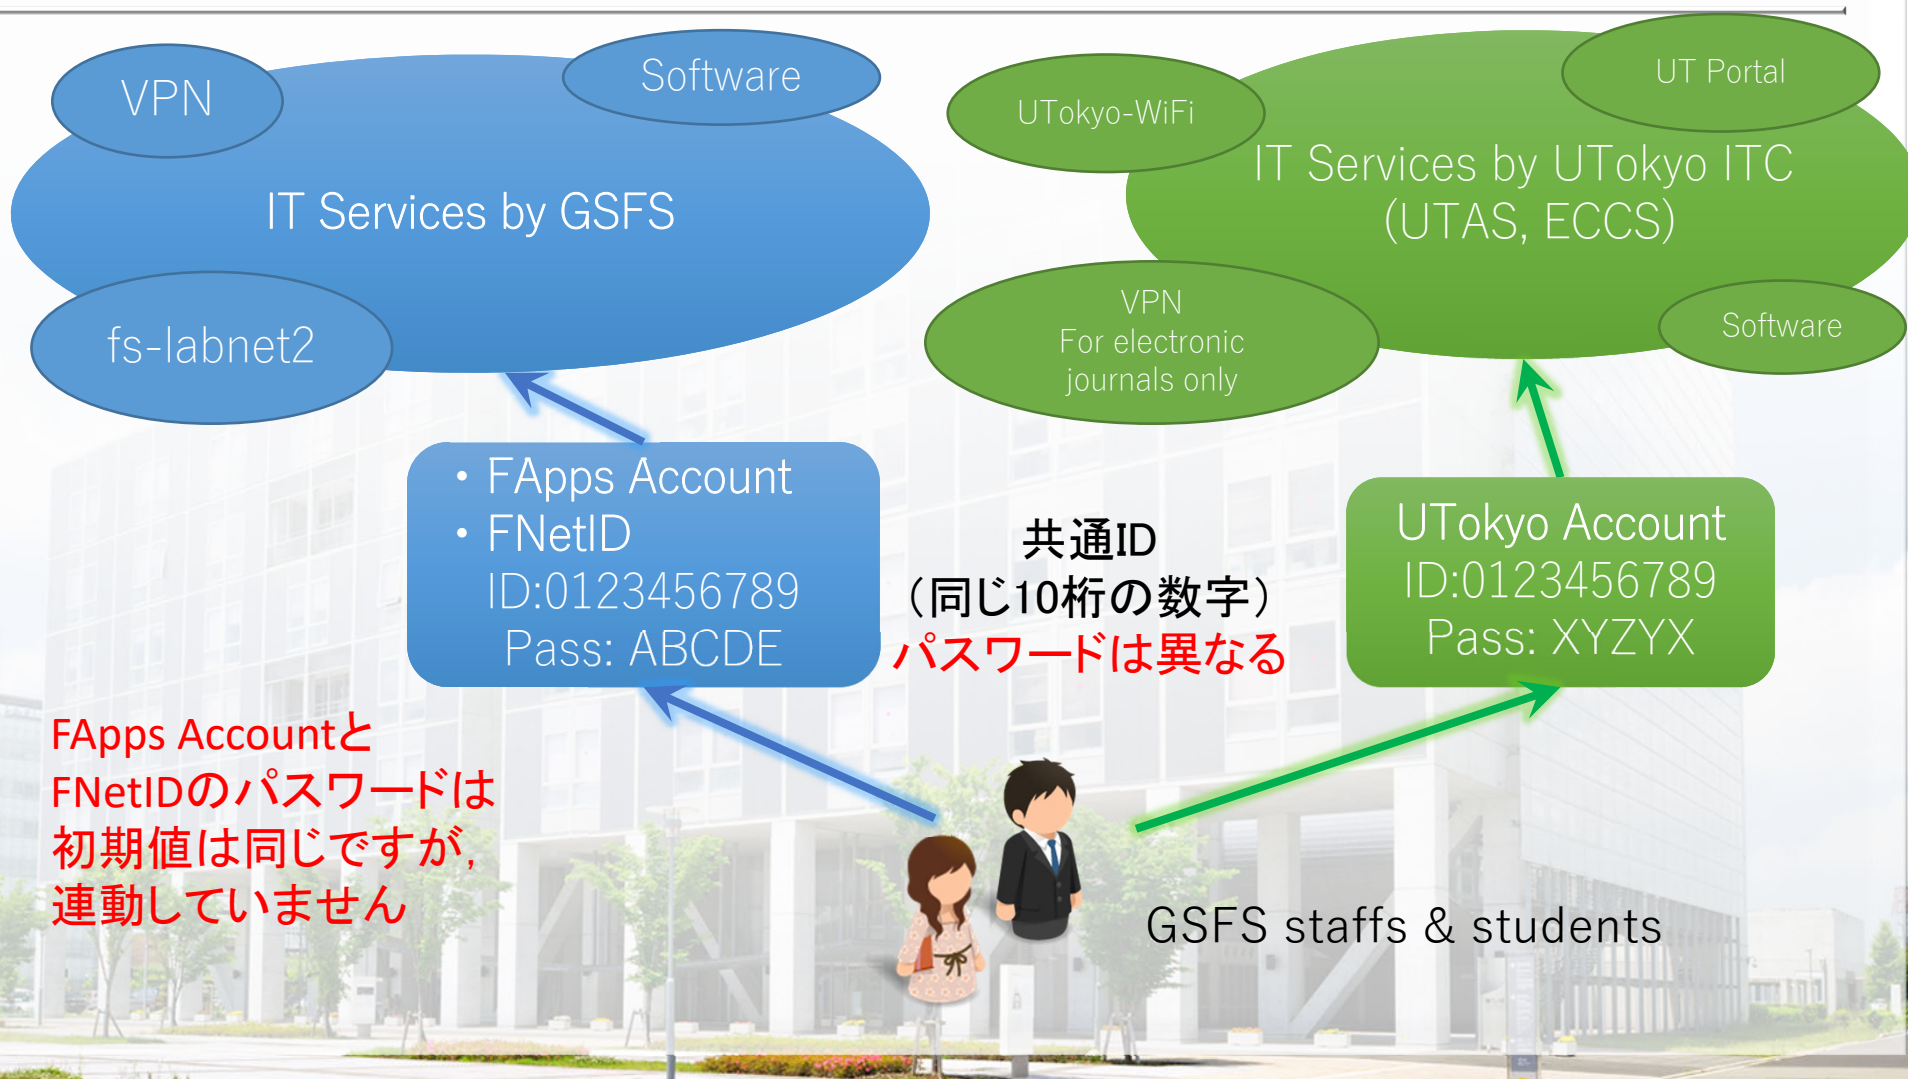 VPN
Software
IT Services by GSFS
fs-labnet2
UTokyo-WiFi
UT Portal
IT Services by UTokyo ITC
(UTAS, ECCS)
VPN
For electronic
journals only
Software
・FApps Account
・FNetID
ID:0123456789
Pass: ABCDE
共通ID
（同じ10桁の数字）
パスワードは異なる
UTokyo Account
ID:0123456789
Pass: XYZYX
FApps Accountと
FNetIDのパスワードは
初期値は同じですが，
連動していません
GSFS staffs & students